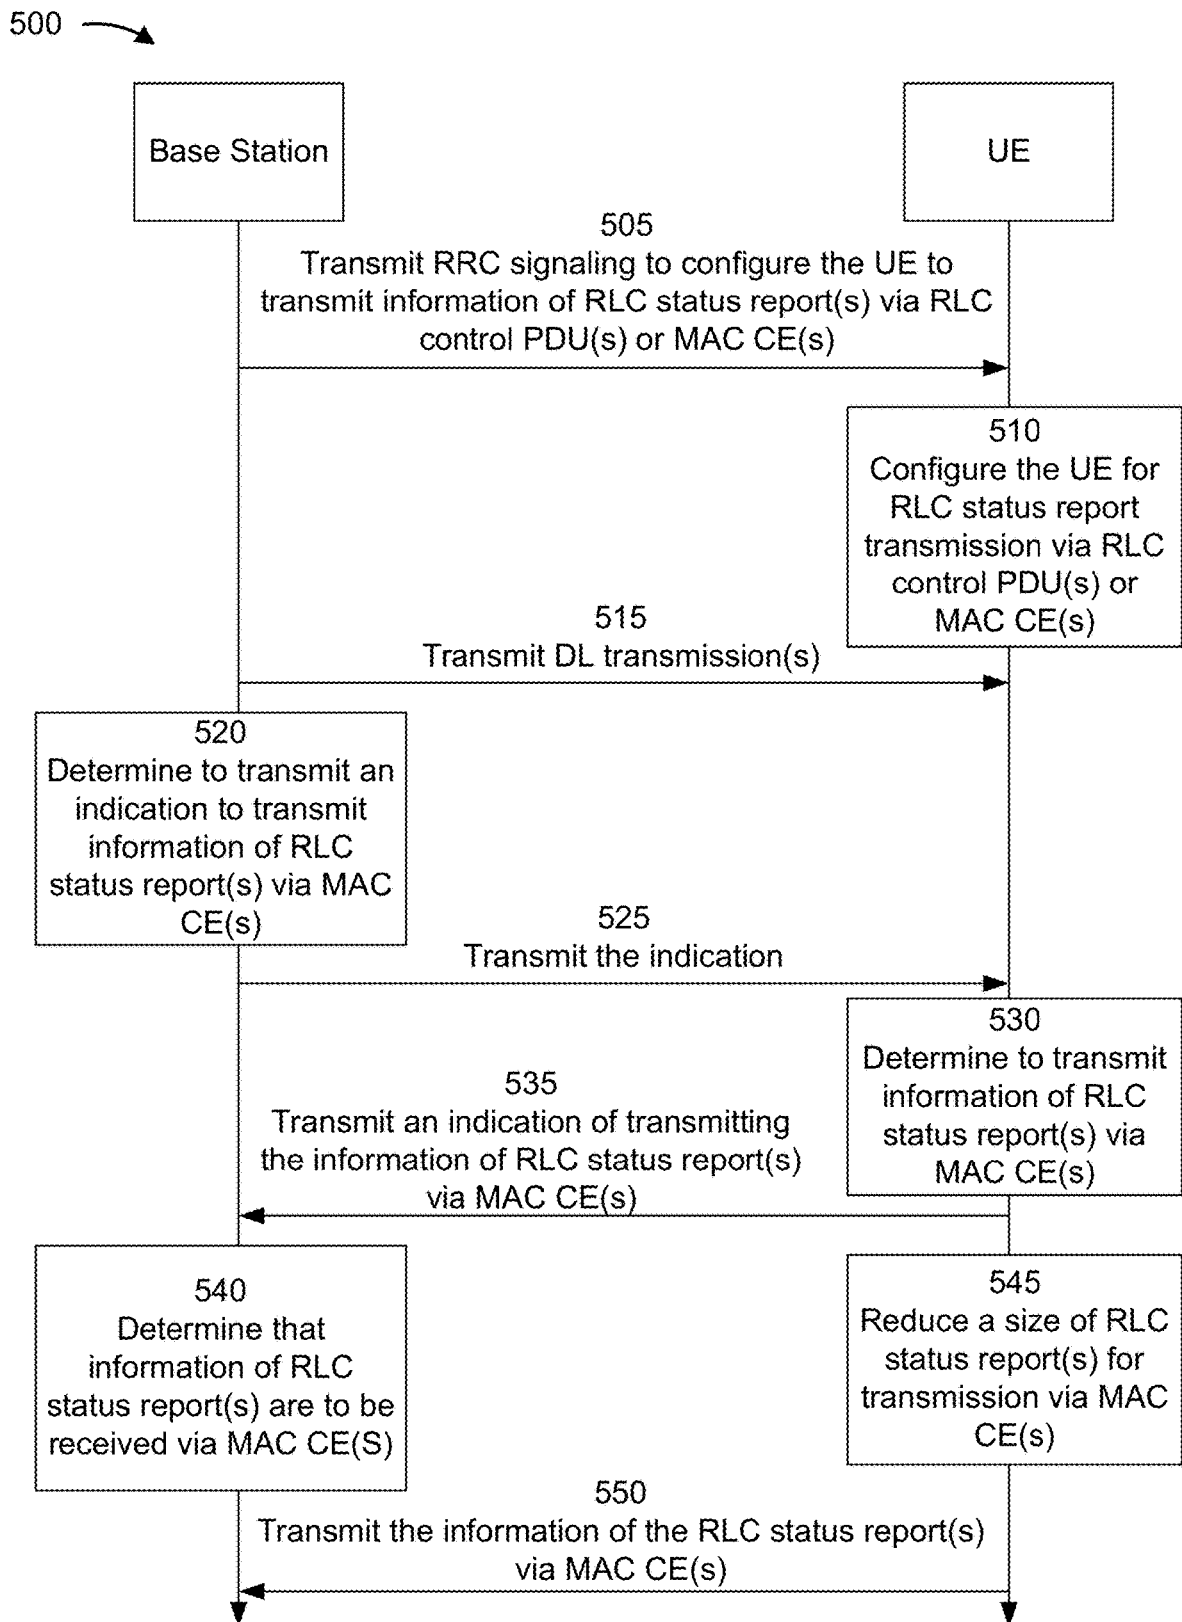 500
Base Station
UE
505
Transmit RRC signaling to configure the UE to
transmit information of RLC status report(s) via RLC
control PDU(s) or MAC CE(s)
510
Configure the UE for
RLC status report
transmission via RLC
control PDU(s) or
MAC CE(s)
515
Transmit DL transmission(s)
520
Determine to transmit an
indication to transmit
information of RLC
status report(s) via MAC
CE(s)
525
Transmit the indication
530
Determine to transmit
information of RLC
status report(s) via
MAC CE(s)
535
Transmit an indication of transmitting
the information of RLC status report(s)
via MAC CE(s)
540
Determine that
information of RLC
status report(s) are to be
received via MAC CE(S)
545
Reduce a size of RLC
status report(s) for
transmission via MAC
CE(s)
550
Transmit the information of the RLC status report(s)
via MAC CE(s)